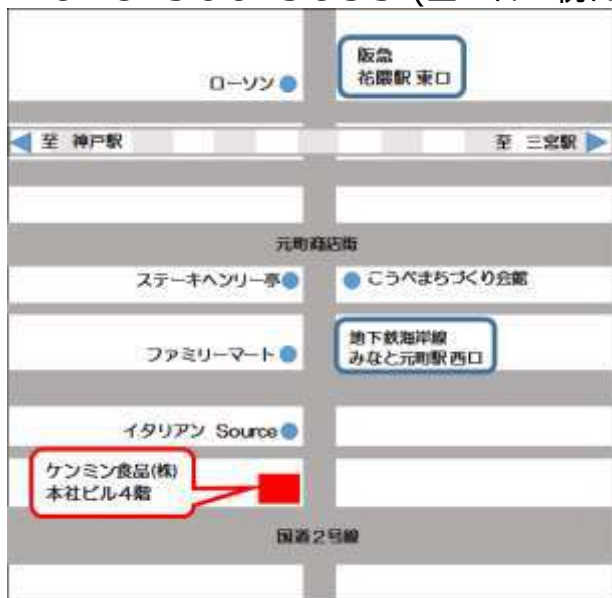 阪急
花隈駅 東口
ローソン
至 神戸駅
至 三宮駅
元町商店街
ステーキヘンリー亭
こうべまちづくり会館
地下鉄海岸線
みなと元町駅 西口
ファミリーマート
イタリアン Source
ケンミン食品(株)
本社ビル4階
国道2号線